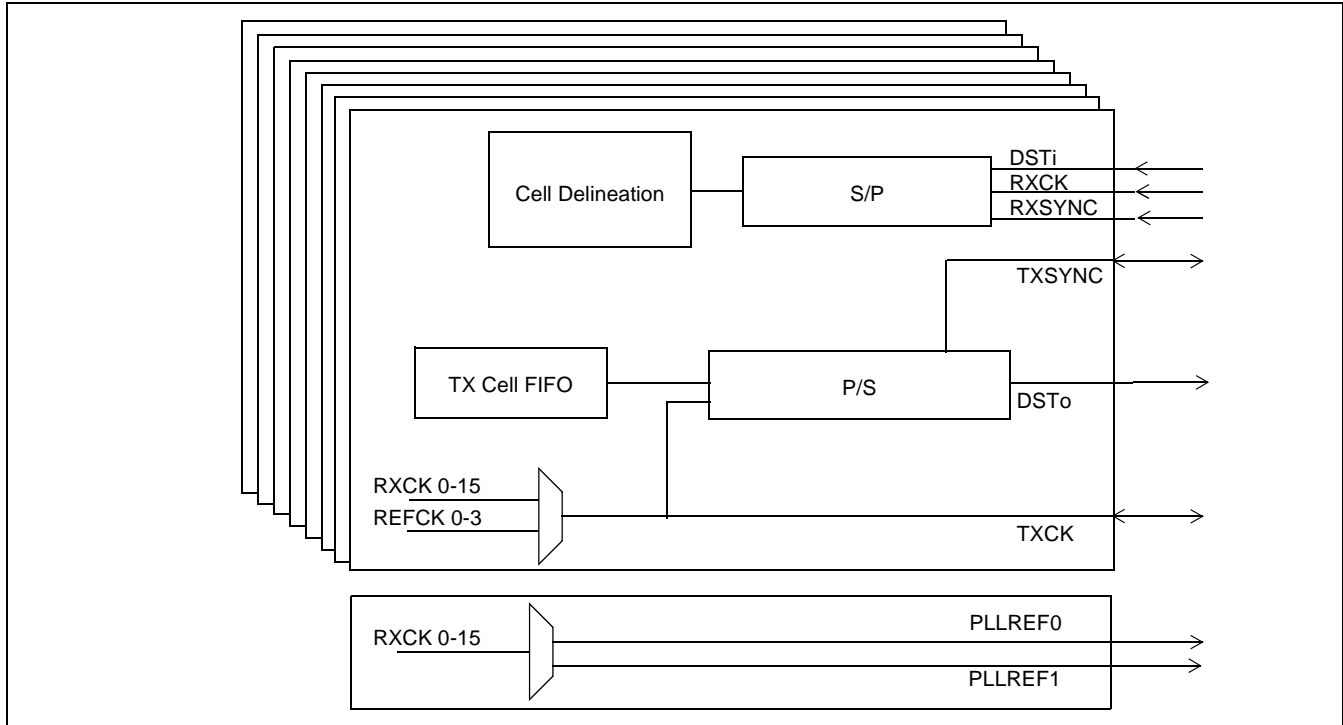 DSTi
Cell Delineation
S/P
RXCK
RXSYNC
TXSYNC
TX Cell FIFO
P/S
DSTo
RXCK 0-15
REFCK 0-3
TXCK
PLLREF0
RXCK 0-15
PLLREF1